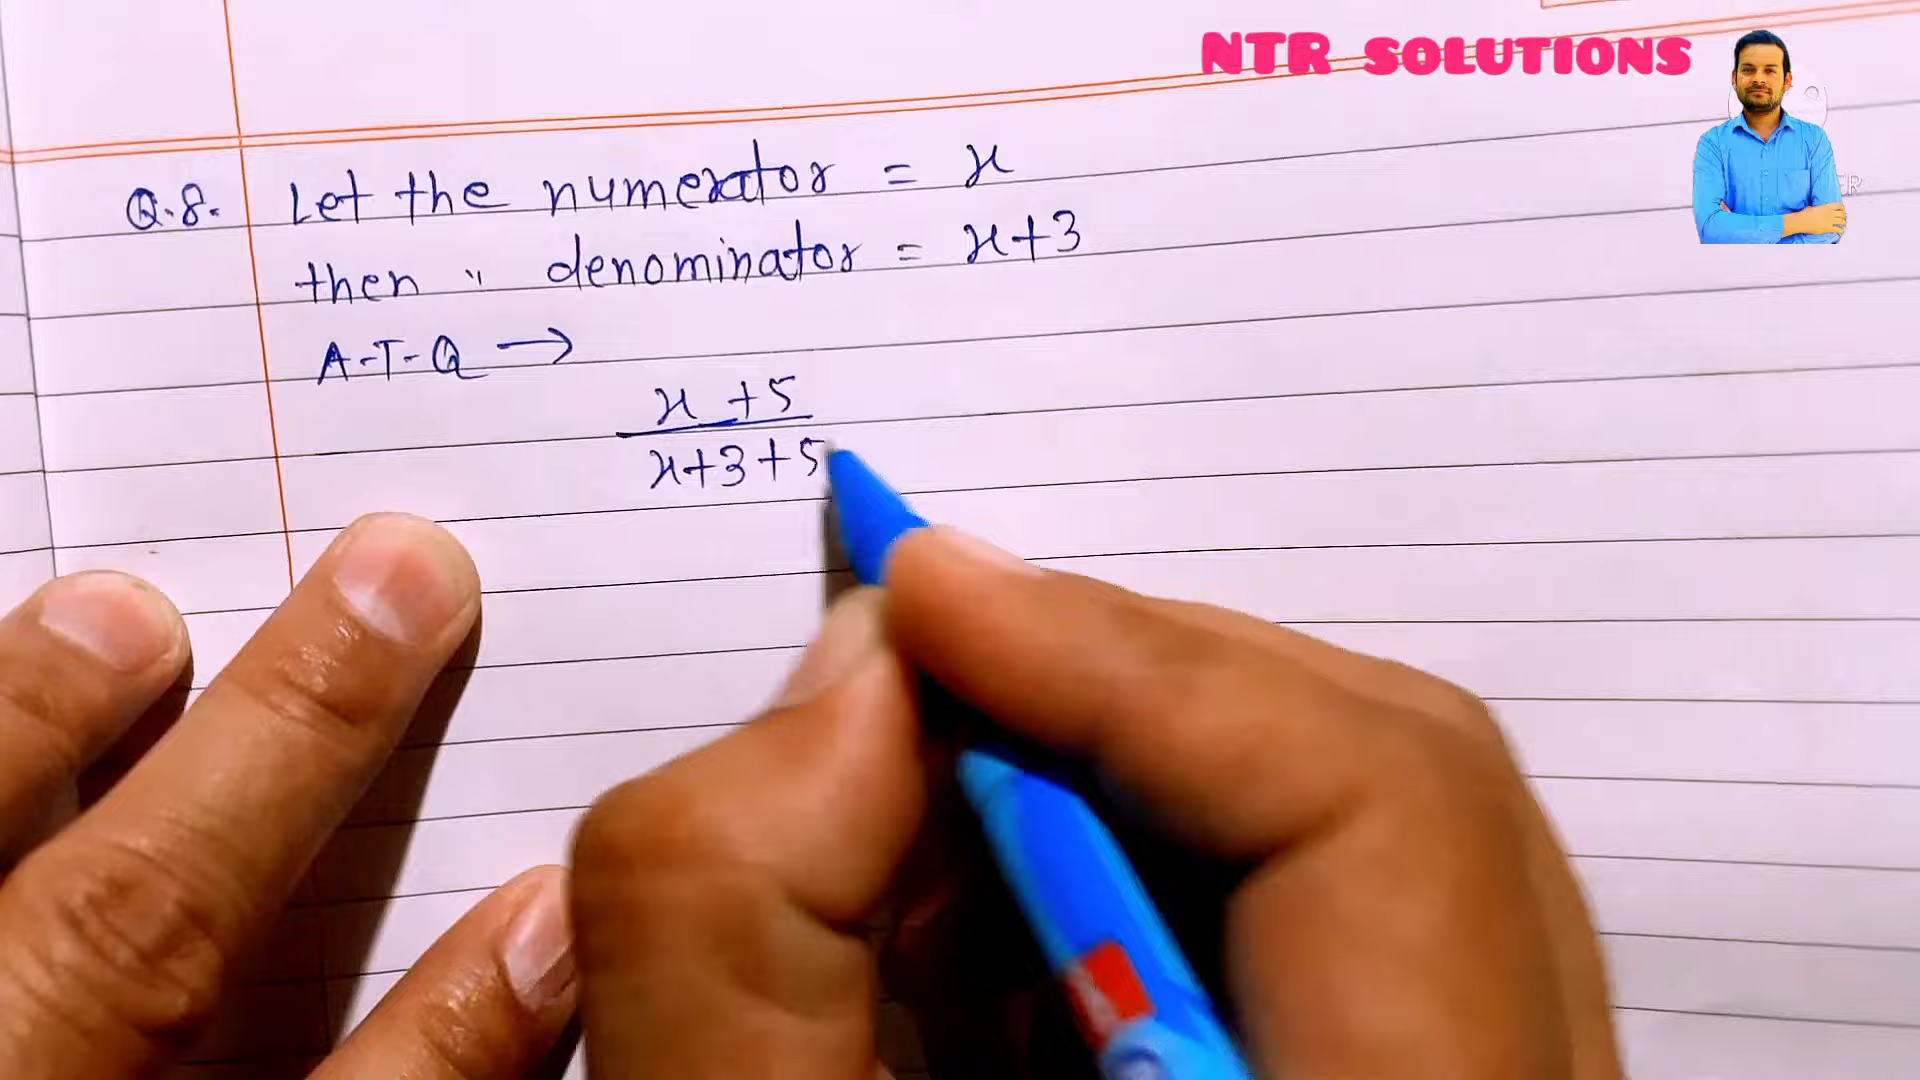 NTR SOLUTIONS
Q.8. Let the numerator = x
then " denominator = x+3
A-T-Q →
x +5
x+3+5